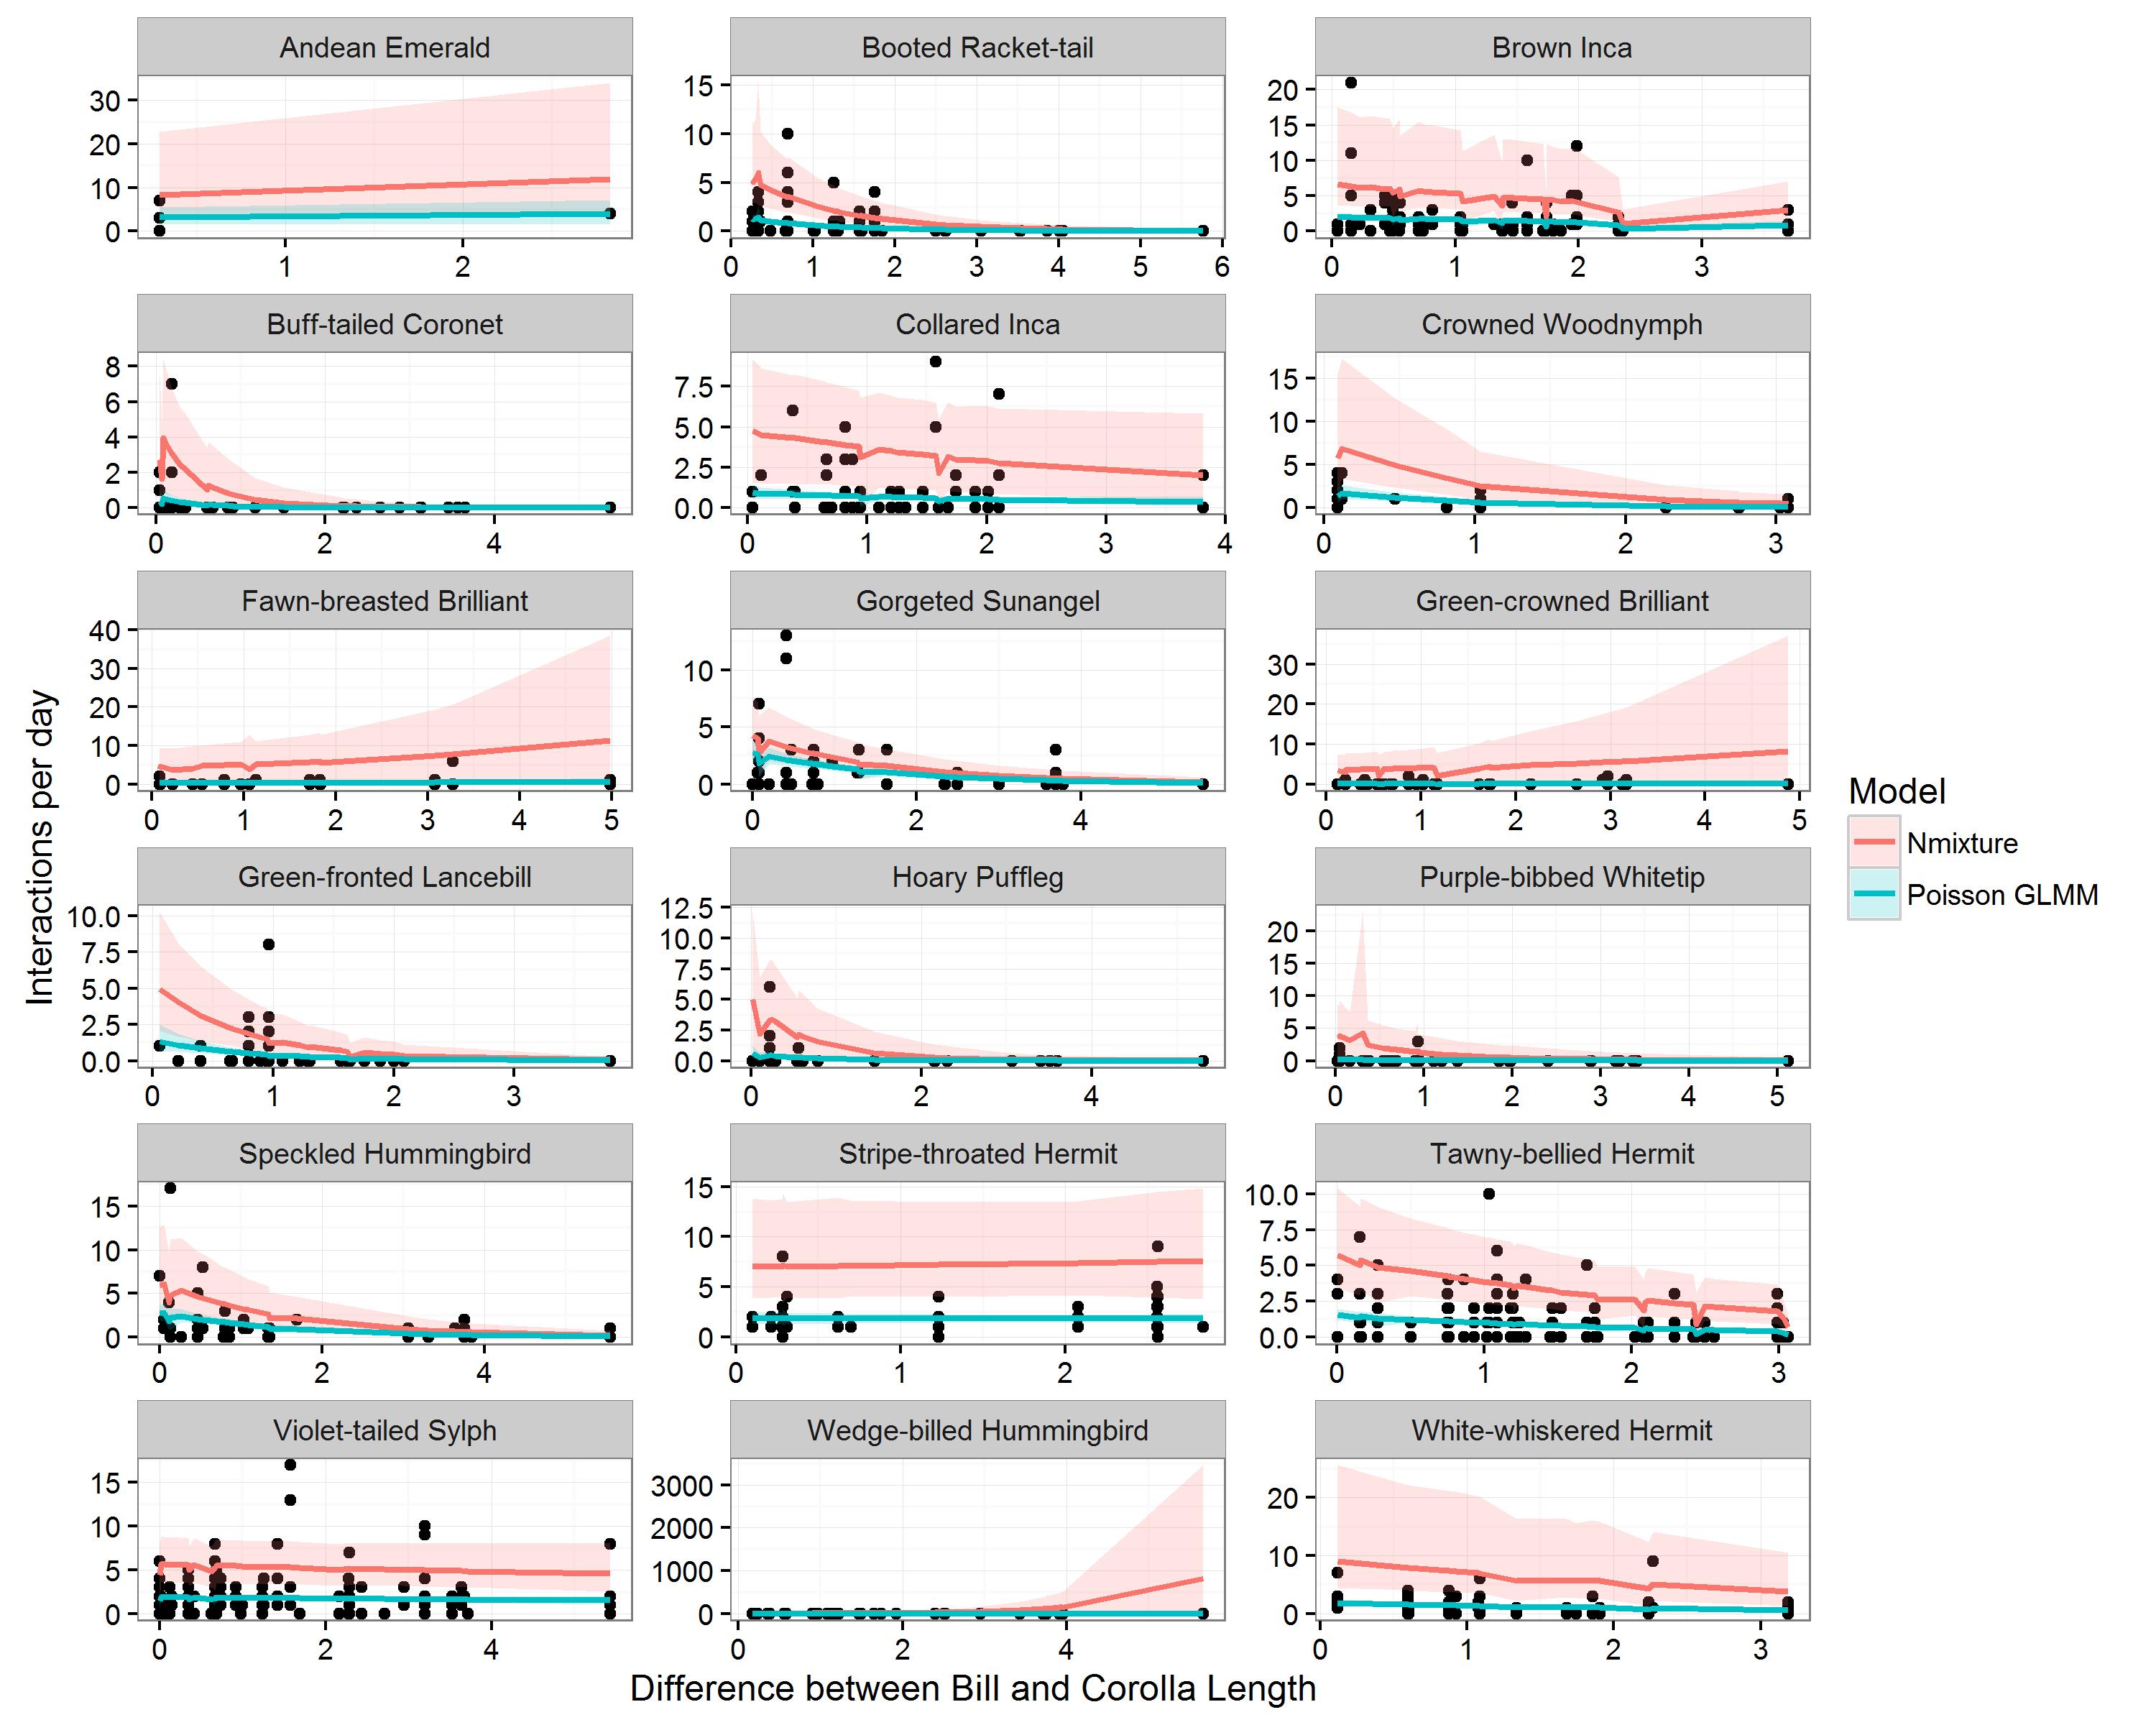 Andean Emerald
Booted Racket-tail
Brown Inca
30
20
10
0
1 2
15
10
5
0
0 1 2 3 4 5 6
20
15
10
5
0
0 1 2 3
Buff-tailed Coronet
Collared Inca
Crowned Woodnymph
8
6
4
2
0
0 2 4
7.5
5.0
2.5
0.0
0 1 2 3 4
15
10
5
0
0 1 2 3
Fawn-breasted Brilliant
Gorgeted Sunangel
Green-crowned Brilliant
40
30
20
10
0
0 1 2 3 4 5
10
5
0
0 2 4
30
20
10
0
0 1 2 3 4 5
Green-fronted Lancebill
Hoary Puffleg
Purple-bibbed Whitetip
10.0
7.5
5.0
2.5
0.0
0 1 2 3
12.5
10.0
7.5
5.0
2.5
0.0
0 2 4
20
15
10
5
0
0 1 2 3 4 5
Speckled Hummingbird
Stripe-throated Hermit
Tawny-bellied Hermit
15
10
5
0
0 2 4
15
10
5
0
0 1 2
10.0
7.5
5.0
2.5
0.0
0 1 2 3
Violet-tailed Sylph
Wedge-billed Hummingbird
White-whiskered Hermit
15
10
5
0
0 2 4
3000
2000
1000
0
0 2 4
20
10
0
0 1 2 3
Interactions per day
Difference between Bill and Corolla Length
Model
Nmixture
Poisson GLMM